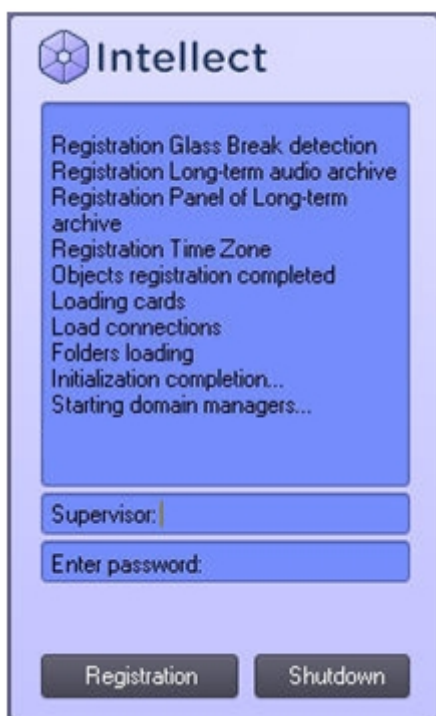 Intellect
Registration Glass Break detection
Registration Long-term audio archive
Registration Panel of Long-term
archive
Registration Time Zone
Objects registration completed
Loading cards
Load connections
Folders loading
Initialization completion...
Starting domain managers...
Supervisor:
Enter password:
Registration
Shutdown